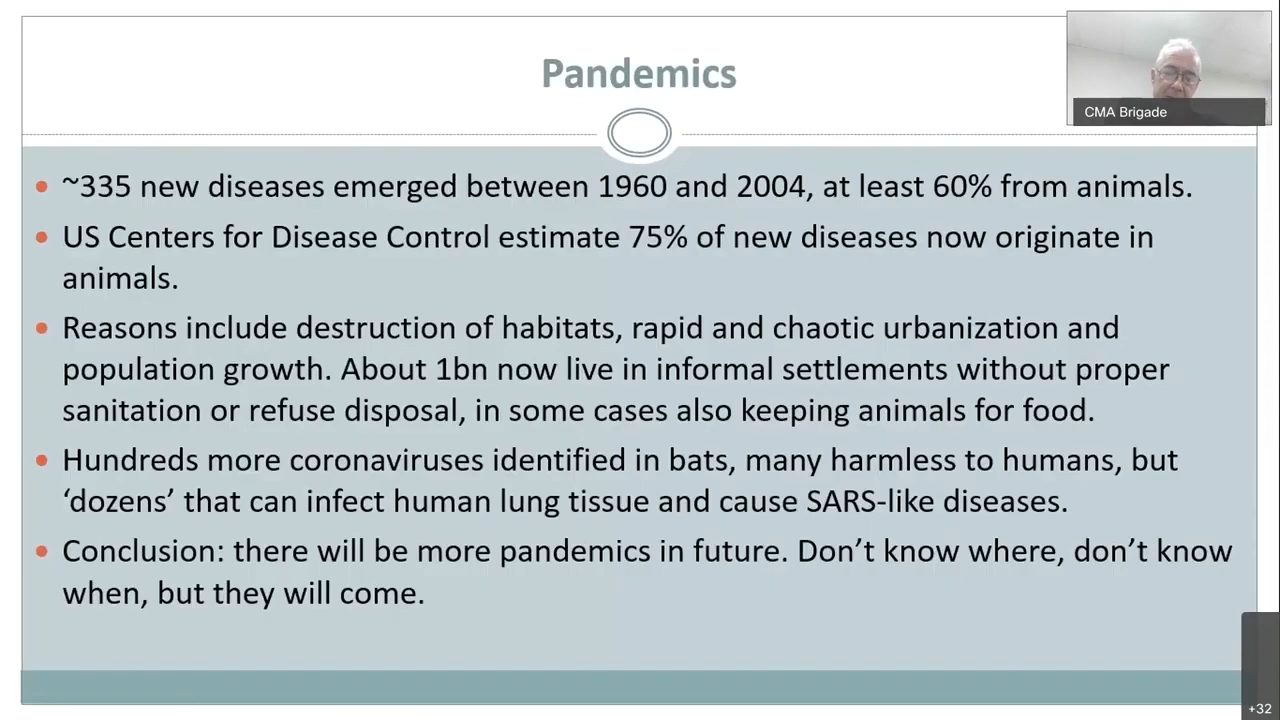 Pandemics
CMA Brigade
• ~335 new diseases emerged between 1960 and 2004, at least 60% from animals.
• US Centers for Disease Control estimate 75% of new diseases now originate in
animals.
• Reasons include destruction of habitats, rapid and chaotic urbanization and
population growth. About 1bn now live in informal settlements without proper
sanitation or refuse disposal, in some cases also keeping animals for food.
• Hundreds more coronaviruses identified in bats, many harmless to humans, but
‘dozens’ that can infect human lung tissue and cause SARS-like diseases.
• Conclusion: there will be more pandemics in future. Don’t know where, don’t know
when, but they will come.
+32